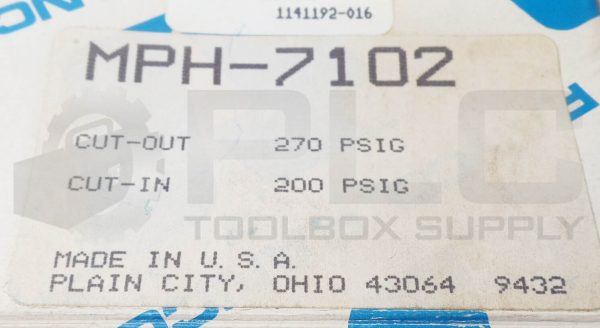 1141192-016
MPH-7102
CUT-OUT 270 PSIG
CUT-IN 200 PSIG
PLC
TOOLBOX SUPPLY
MADE IN U. S. A.
PLAIN CITY, OHIO 43064 9432